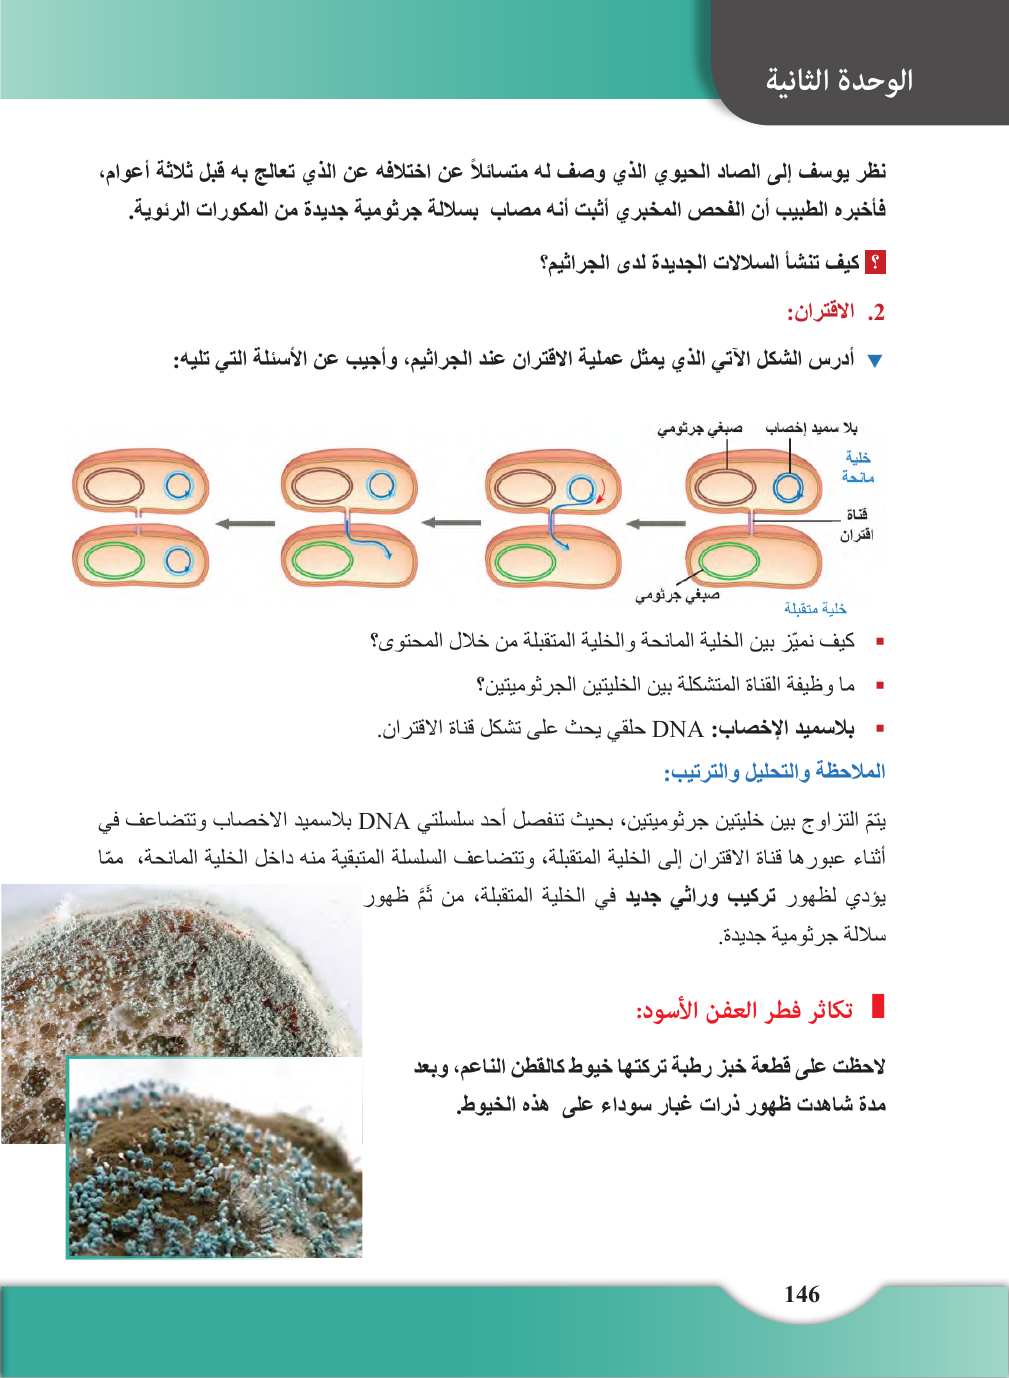 الوحدة الثانية
نظر يوسف إلى الصاد الحيوي الذي وصف له متسائلاً عن اختلافه عن الذي تعالج به قبل ثلاثة أعوام،
فأخبره الطبيب أن الفحص المخبري أثبت أنه مصاب بسلالة جرثومية جديدة من المكورات الرئوية.
؟ كيف تنشأ السلالات الجديدة لدى الجراثيم؟
2. الاقتران:
▼ أدرس الشكل الآتي الذي يمثل عملية الاقتران عند الجراثيم، وأجيب عن الأسئلة التي تليه:
بلا سميد إخصاب
صبغي جرثومي
خلية
مانحة
قناة
اقتران
صبغي جرثومي
خلية متقبلة
▪ كيف نميّز بين الخلية المانحة والخلية المتقبلة من خلال المحتوى؟
▪ ما وظيفة القناة المتشكلة بين الخليتين الجرثوميتين؟
▪ بلاسميد الإخصاب: DNA حلقي يحث على تشكل قناة الاقتران.
الملاحظة والتحليل والترتيب:
يتمّ التزاوج بين خليتين جرثوميتين، بحيث تنفصل أحد سلسلتي DNA بلاسميد الاخصاب وتتضاعف في
أثناء عبورها قناة الاقتران إلى الخلية المتقبلة، وتتضاعف السلسلة المتبقية منه داخل الخلية المانحة، ممّا
يؤدي لظهور تركيب وراثي جديد في الخلية المتقبلة، من ثَمَّ ظهور
سلالة جرثومية جديدة.
تكاثر فطر العفن الأسود:
لاحظت على قطعة خبز رطبة تركتها خيوط كالقطن الناعم، وبعد
مدة شاهدت ظهور ذرات غبار سوداء على هذه الخيوط.
146